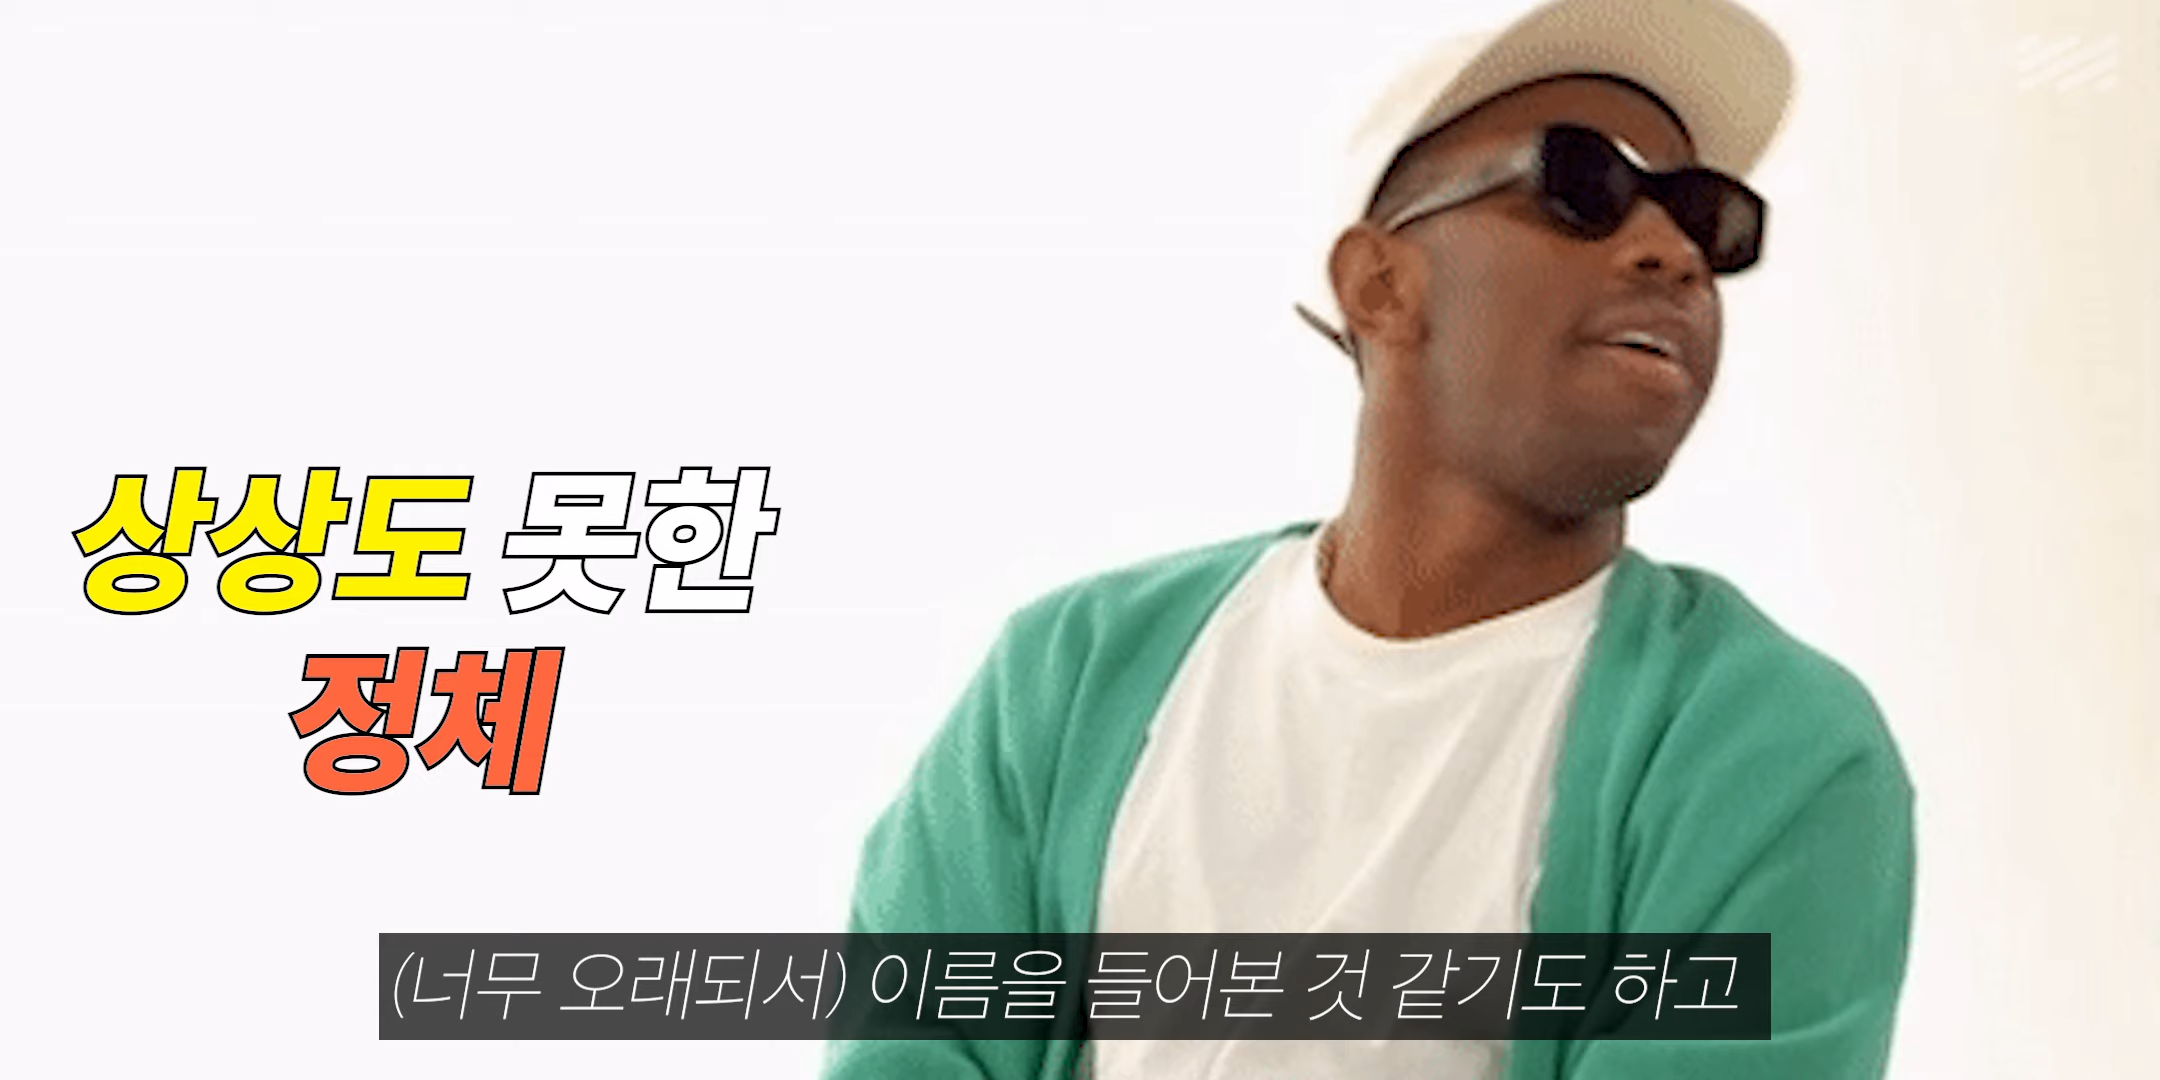 상상도 못한
정체
(너무 오래되서) 이름을 들어본 것 같기도 하고